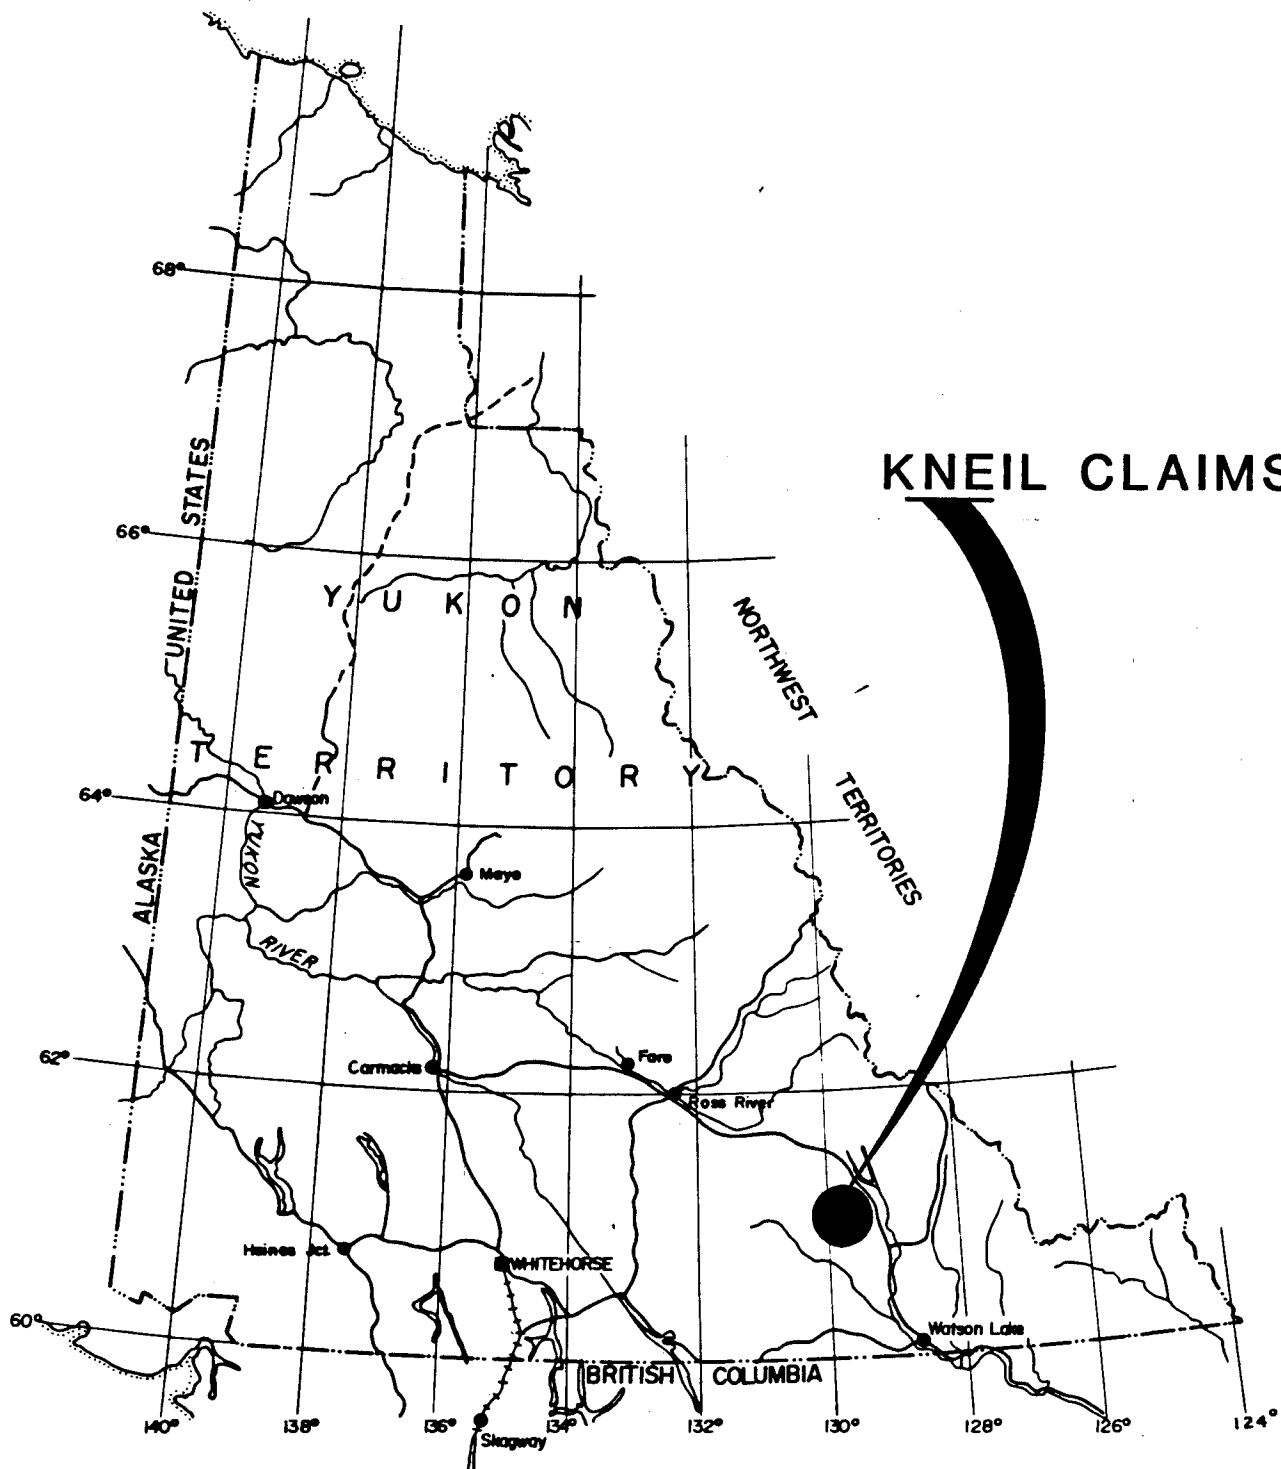 68°
KNEIL CLAIMS
66°
UNITED STATES
YUKON
NORTHWEST
TERRITORY
64°
Dawson
TERRITORIES
YUKON
ALASKA
Mayo
RIVER
62°
Carmacks
Faro
Ross River
Haines Jct.
WHITEHORSE
60°
Watson Lake
BRITISH COLUMBIA
140°
138°
136°
134°
132°
130°
128°
126°
124°
Skagway